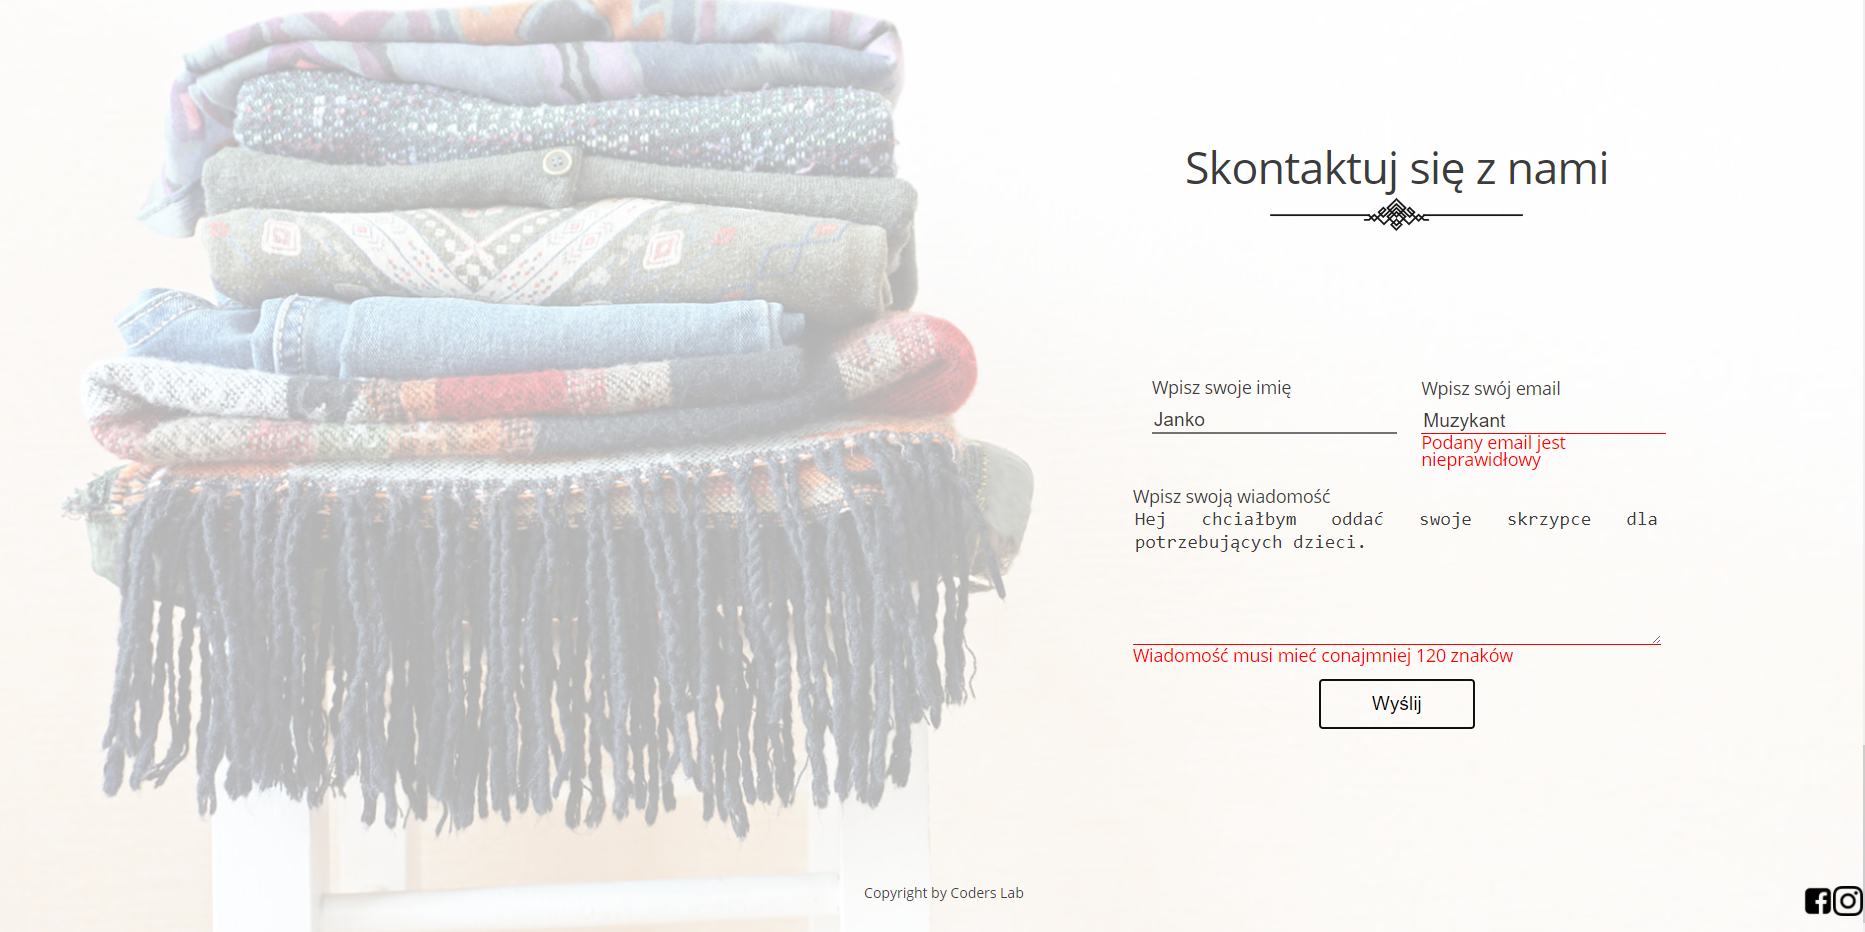 Skontaktuj się z nami
Wpisz swoje imię
Wpisz swój email
Janko
Muzykant
Podany email jest
nieprawidłowy
Wpisz swoją wiadomość
Hej chciałbym oddać swoje skrzypce dla
potrzebujących dzieci.
Wiadomość musi mieć conajmniej 120 znaków
Wyślij
Copyright by Coders Lab